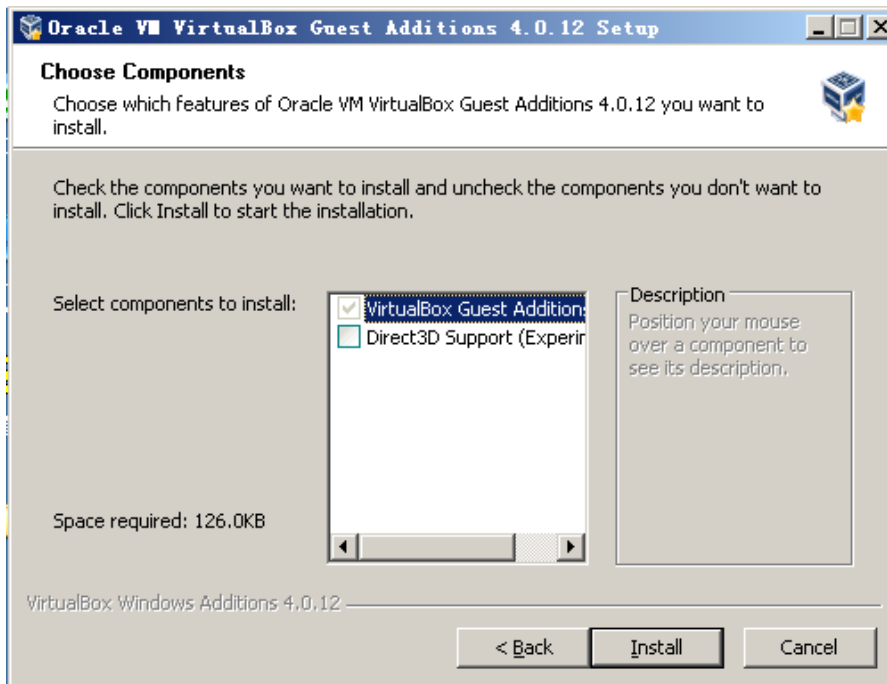 Oracle VM VirtualBox Guest Additions 4.0.12 Setup
Choose Components
Choose which features of Oracle VM VirtualBox Guest Additions 4.0.12 you want to
install.
Check the components you want to install and uncheck the components you don't want to
install. Click Install to start the installation.
Select components to install:
VirtualBox Guest Additions
Direct3D Support (Experir
Description
Position your mouse
over a component to
see its description.
Space required: 126.0KB
VirtualBox Windows Additions 4.0.12
< Back
Install
Cancel